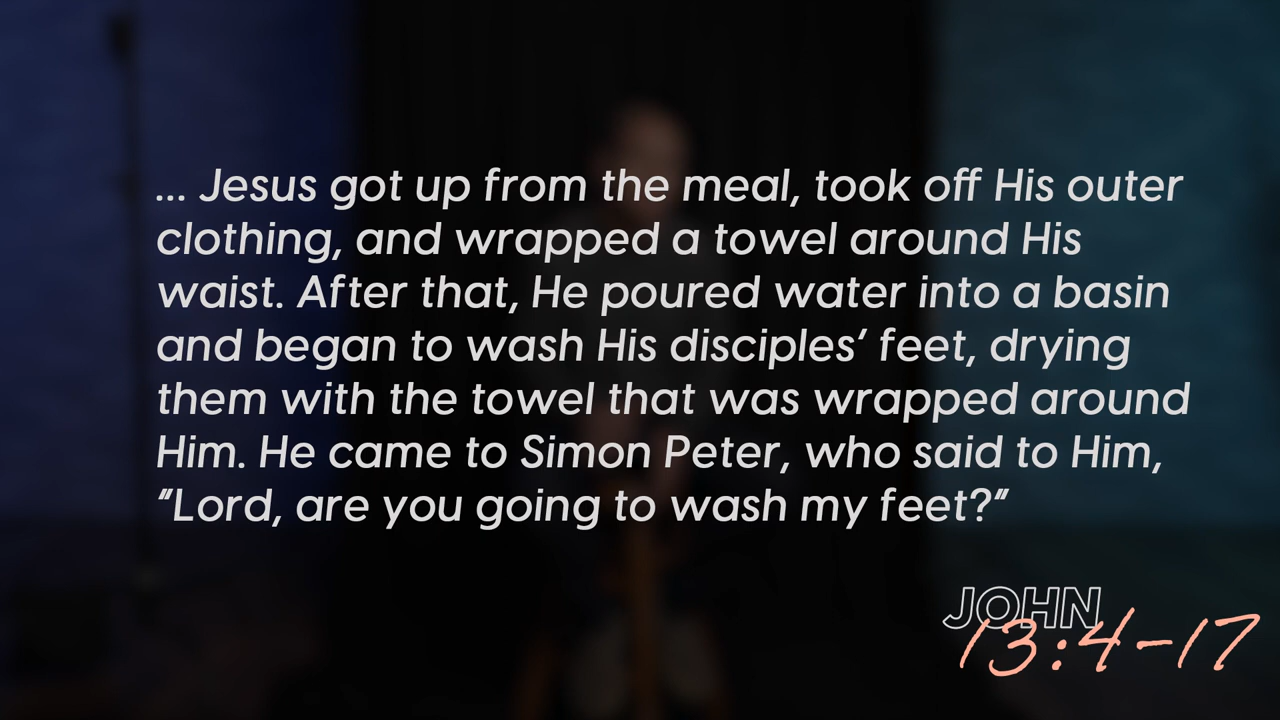 ... Jesus got up from the meal, took off His outer
clothing, and wrapped a towel around His
waist. After that, He poured water into a basin
and began to wash His disciples’ feet, drying
them with the towel that was wrapped around
Him. He came to Simon Peter, who said to Him,
“Lord, are you going to wash my feet?”
JOHN
13:4-17